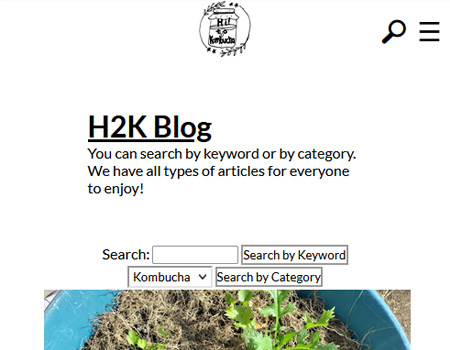 Hi!
to
Kombucha
H2K Blog
You can search by keyword or by category.
We have all types of articles for everyone
to enjoy!
Search: Search by Keyword
Kombucha Search by Category